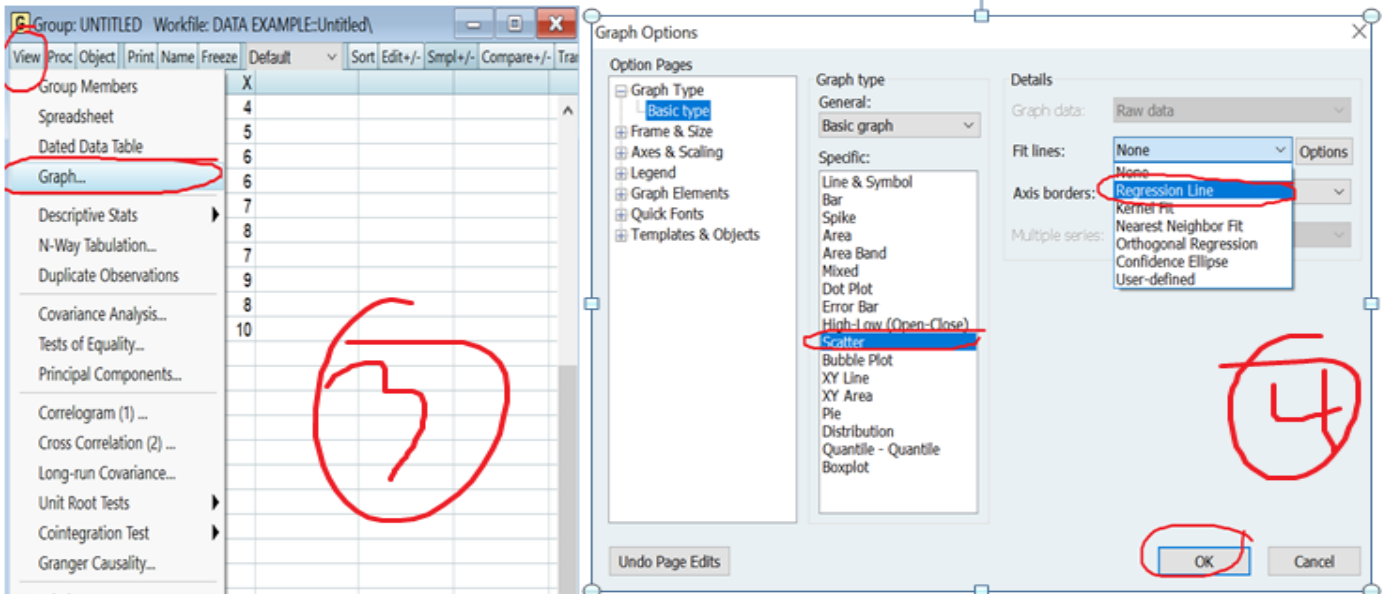 G Group: UNTITLED Workfile: DATA EXAMPLE::Untitled\
View Proc Object Print Name Freeze Default Sort Edit+/- Smpl+/- Compare+/- Tra
Group Members
Spreadsheet
Dated Data Table
Graph...
Descriptive Stats
N-Way Tabulation...
Duplicate Observations
Covariance Analysis...
Tests of Equality...
Principal Components...
Correlogram (1) ...
Cross Correlation (2) ...
Long-run Covariance...
Unit Root Tests
Cointegration Test
Granger Causality...
X
4
5
6
6
7
8
7
9
8
10
3
Graph Options
Option Pages
Graph Type
Basic type
Frame & Size
Axes & Scaling
Legend
Graph Elements
Quick Fonts
Templates & Objects
Undo Page Edits
Graph type
General:
Basic graph
Specific:
Line & Symbol
Bar
Spike
Area
Area Band
Mixed
Dot Plot
Error Bar
High-Low (Open-Close)
Scatter
Bubble Plot
XY Line
XY Area
Pie
Distribution
Quantile - Quantile
Boxplot
Details
Graph data: Raw data
Fit lines: None Options
None
Regression Line
Kernel Fit
Nearest Neighbor Fit
Orthogonal Regression
Confidence Ellipse
User-defined
Axis borders:
Multiple series:
4
OK Cancel